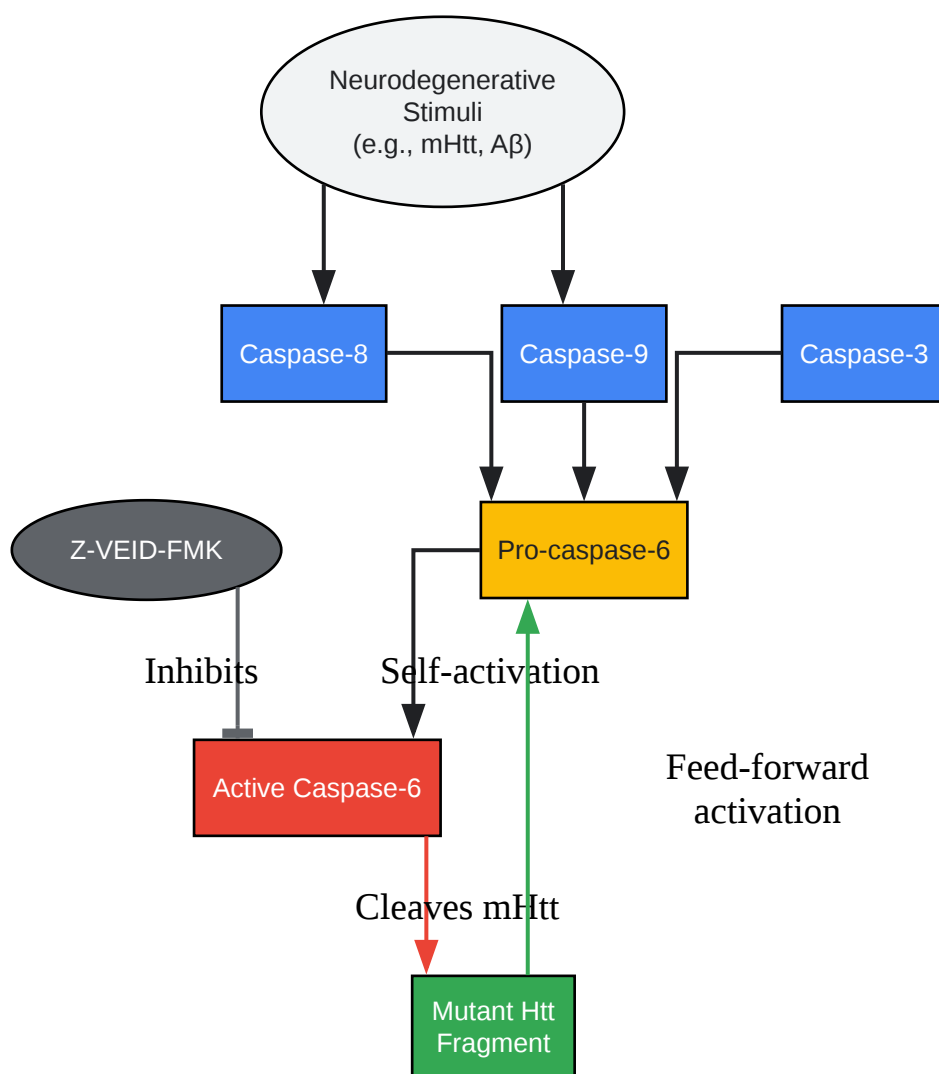 Neurodegenerative
Stimuli
(e.g., mHtt, Aβ)
Caspase-8
Caspase-9
Caspase-3
Z-VEID-FMK
Pro-caspase-6
Inhibits
Self-activation
Active Caspase-6
Feed-forward
activation
Cleaves mHtt
Mutant Htt
Fragment